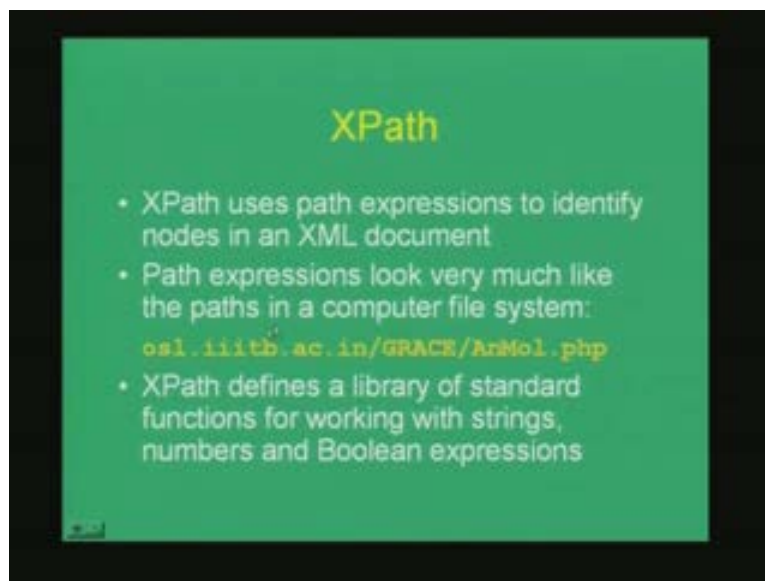 XPath
• XPath uses path expressions to identify
nodes in an XML document
• Path expressions look very much like
the paths in a computer file system:
osl.iiitb.ac.in/GRACE/AnMol.php
• XPath defines a library of standard
functions for working with strings,
numbers and Boolean expressions